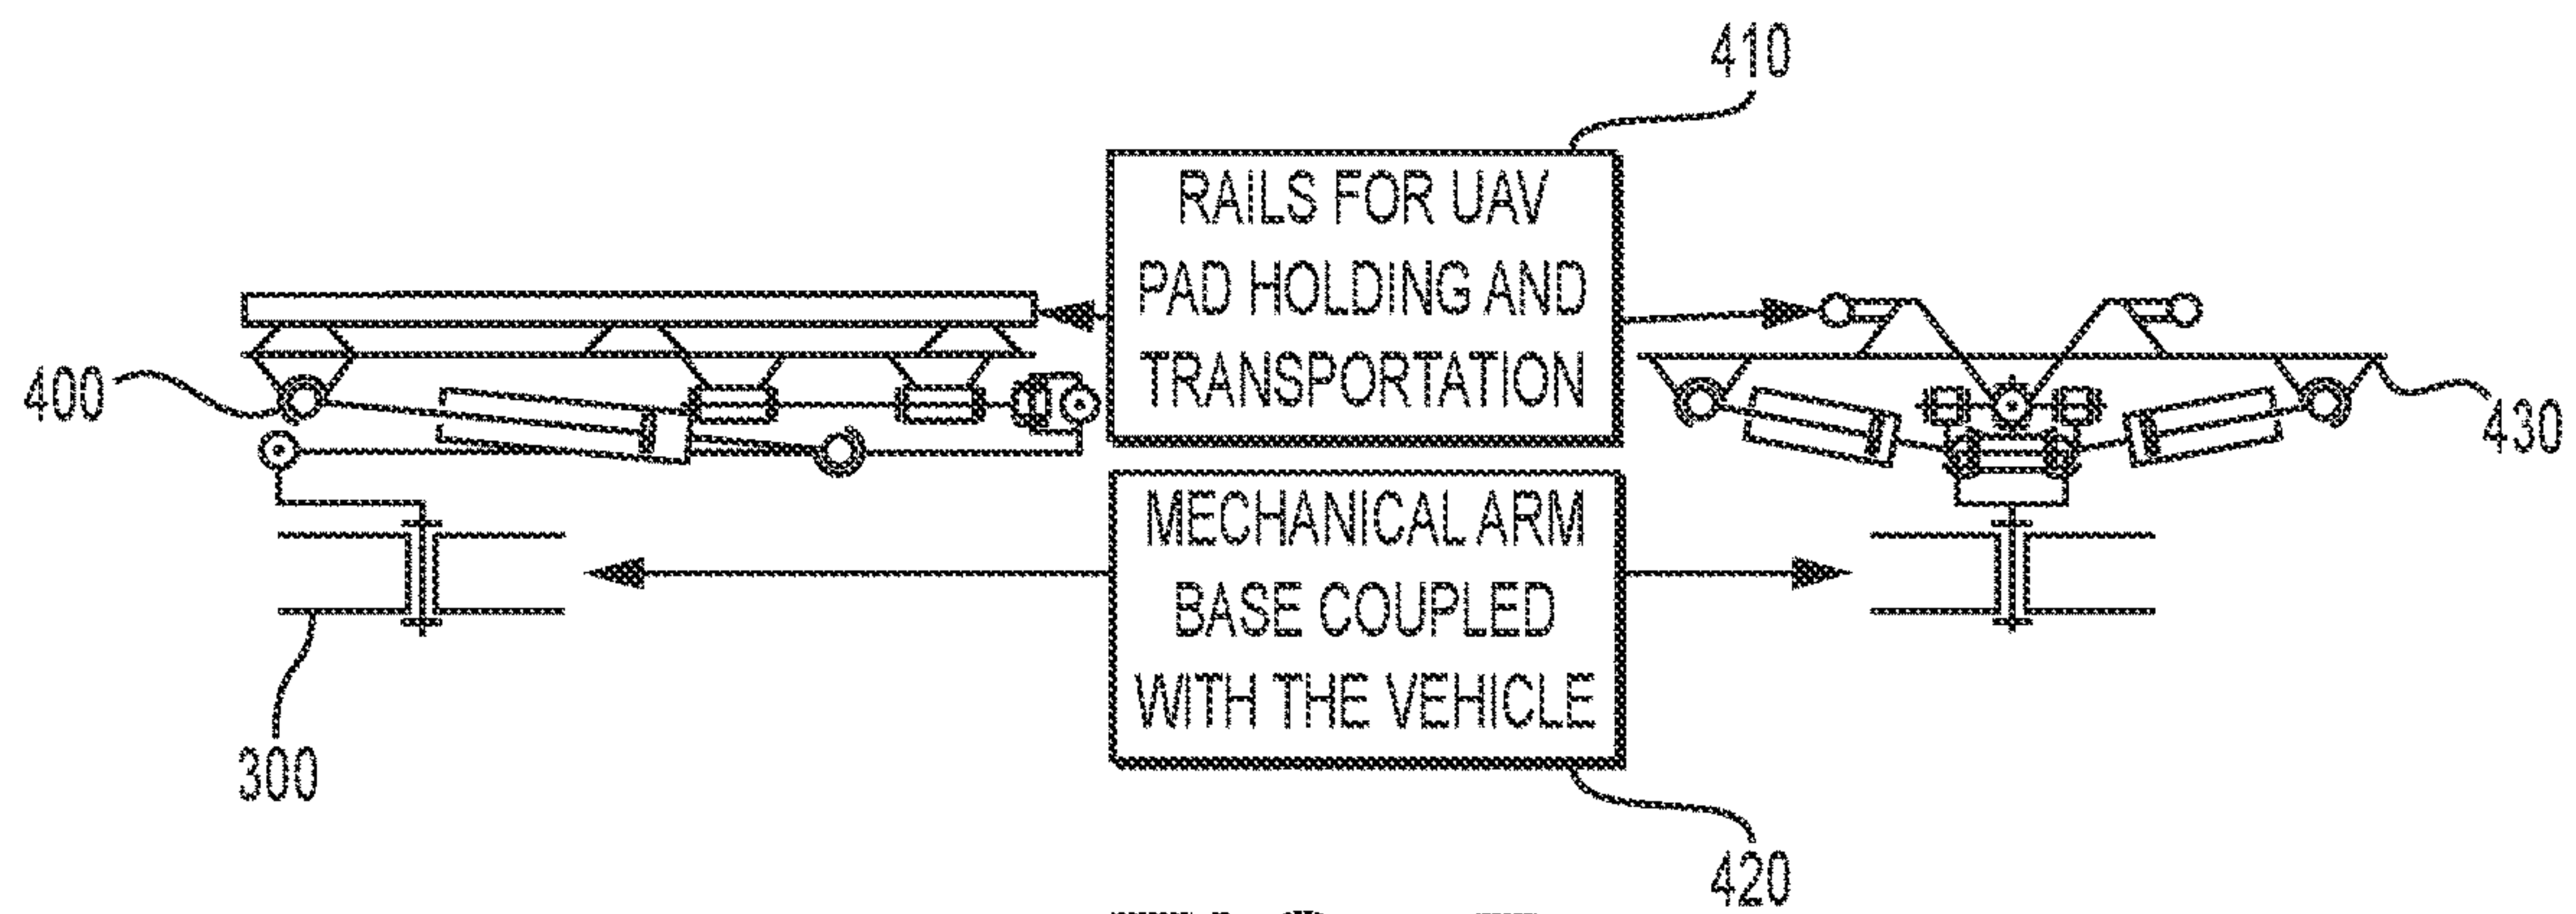 410
RAILS FOR UAV
PAD HOLDING AND
TRANSPORTATION
400
430
MECHANICAL ARM
BASE COUPLED
WITH THE VEHICLE
300
420